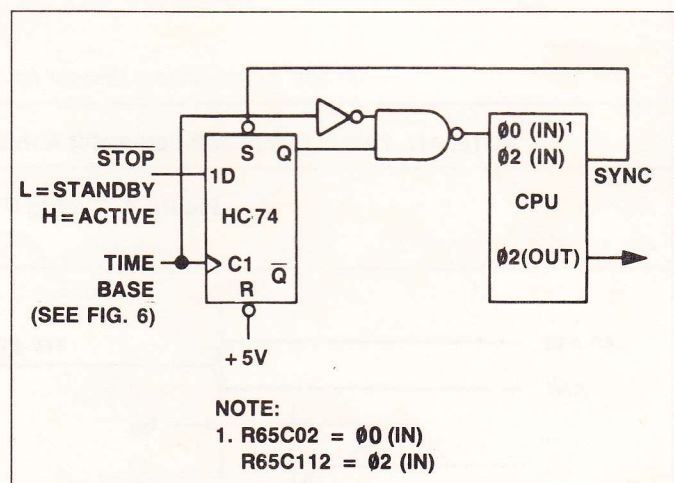 STOP
L = STANDBY
H = ACTIVE
TIME
BASE
(SEE FIG. 6)
S Q
1D
HC74
C1
Q
R
+5V
Ø0 (IN)¹
Ø2 (IN)
SYNC
CPU
Ø2(OUT)
NOTE:
1. R65C02 = Ø0 (IN)
R65C112 = Ø2 (IN)